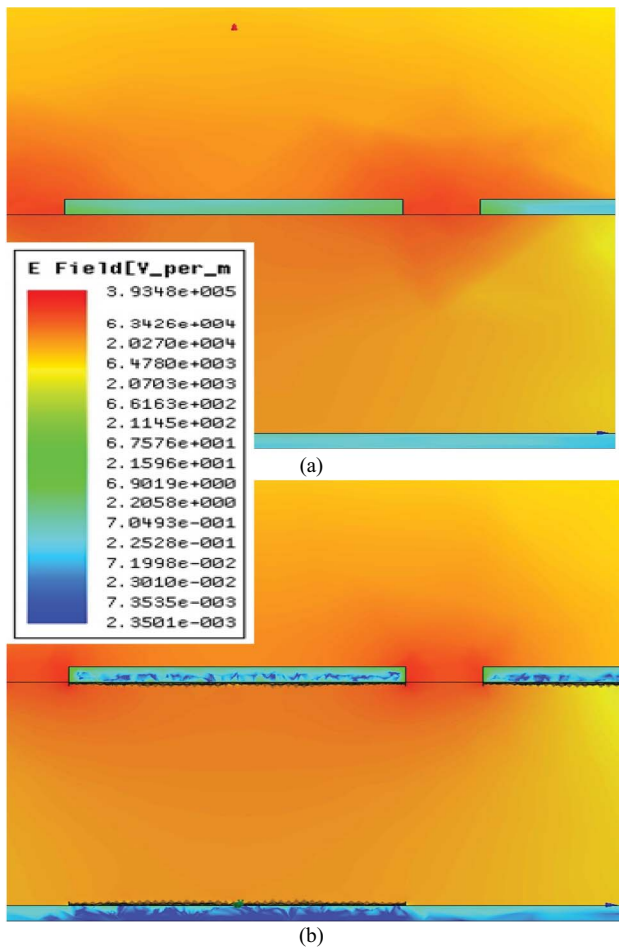 E Field[V_per_m
3.9348e+005
6.3426e+004
2.0270e+004
6.4780e+003
2.0703e+003
6.6163e+002
2.1145e+002
6.7576e+001
2.1596e+001
6.9019e+000
2.2058e+000
7.0493e-001
2.2528e-001
7.1998e-002
2.3010e-002
7.3535e-003
2.3501e-003
(a)
(b)